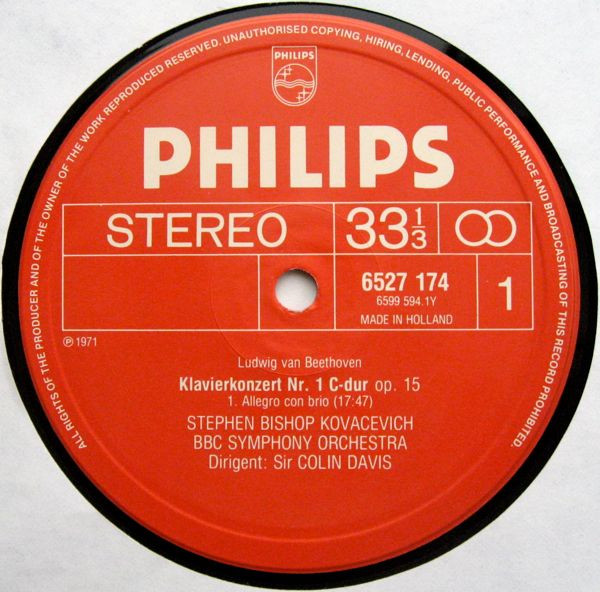 ALL RIGHTS OF THE PRODUCER AND OF THE OWNER OF THE WORK REPRODUCED RESERVED. UNAUTHORISED COPYING, HIRING, LENDING, PUBLIC PERFORMANCE AND BROADCASTING OF THIS RECORD PROHIBITED.
PHILIPS
PHILIPS
STEREO
33 1/3
6527 174
6599 594.1Y
MADE IN HOLLAND
1
℗ 1971
Ludwig van Beethoven
Klavierkonzert Nr. 1 C-dur op. 15
1. Allegro con brio (17:47)
STEPHEN BISHOP KOVACEVICH
BBC SYMPHONY ORCHESTRA
Dirigent: Sir COLIN DAVIS